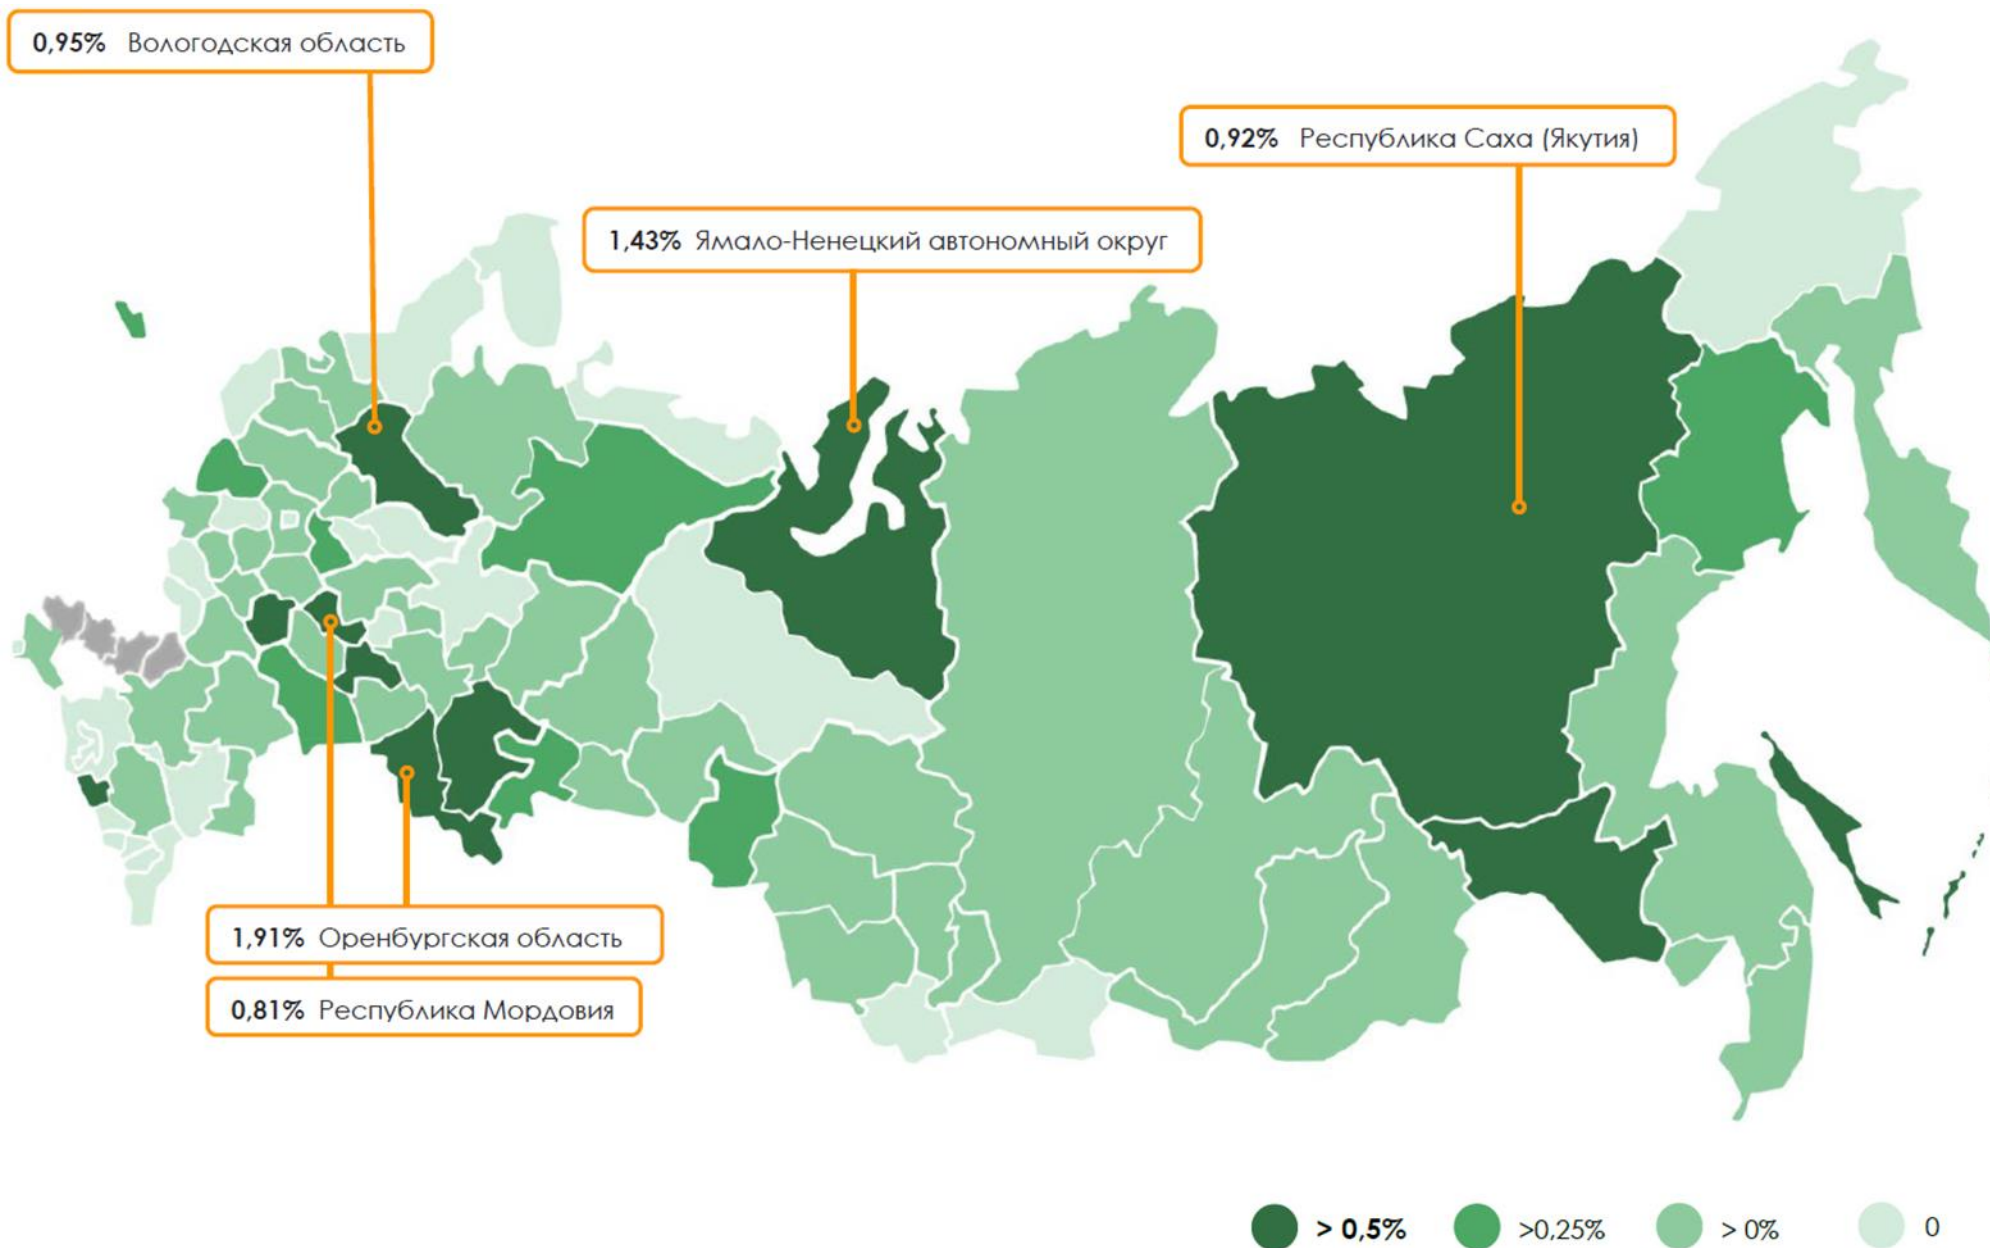 0,95% Вологодская область
0,92% Республика Саха (Якутия)
1,43% Ямало-Ненецкий автономный округ
1,91% Оренбургская область
0,81% Республика Мордовия
> 0,5% >0,25% > 0% 0